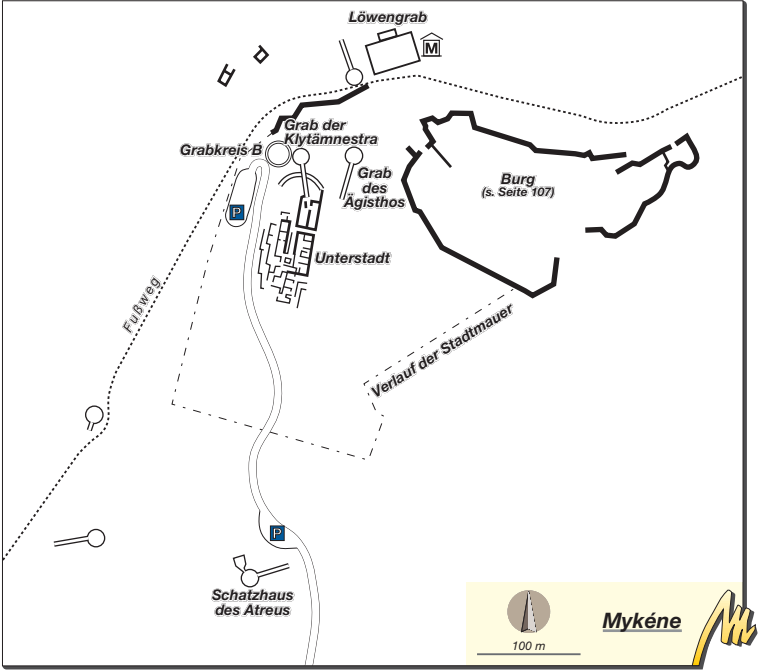 Löwengrab
M
Grab der
Klytämnestra
Grabkreis B
Grab
des
Ägisthos
Burg
(s. Seite 107)
P
Unterstadt
Fußweg
Verlauf der Stadtmauer
P
Schatzhaus
des Atreus
100 m
Mykéne